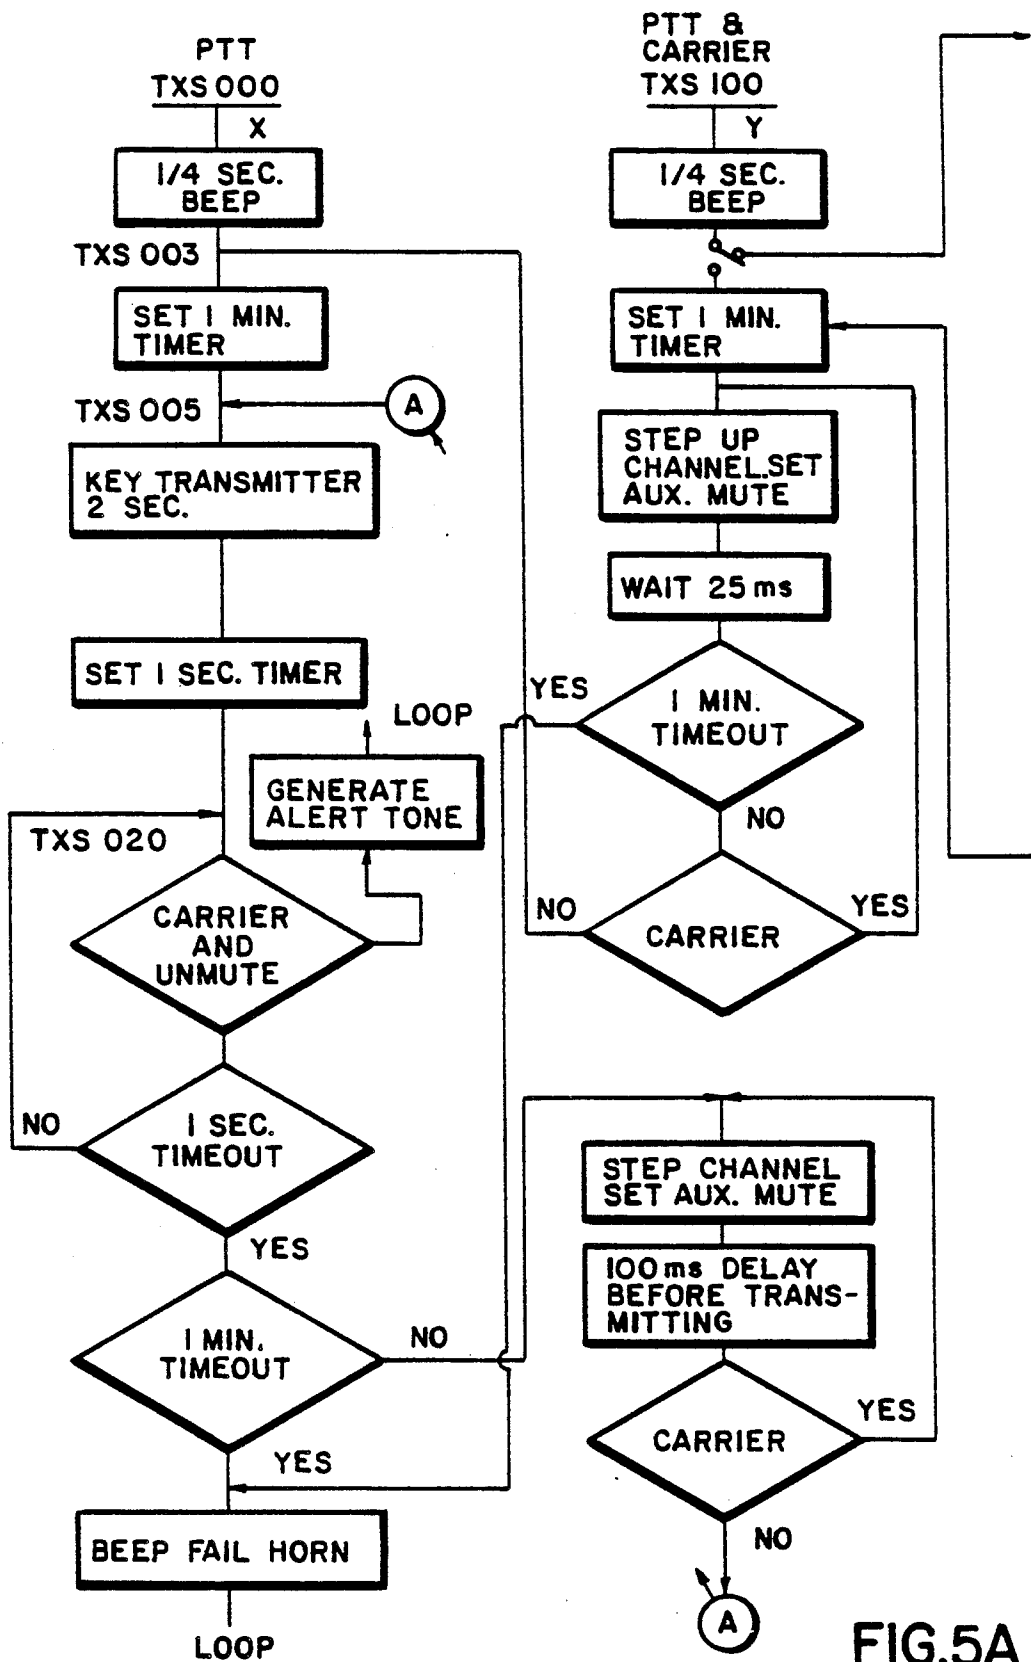 PTT
TXS 000
X
1/4 SEC.
BEEP
TXS 003
SET 1 MIN.
TIMER
TXS 005
A
KEY TRANSMITTER
2 SEC.
SET 1 SEC. TIMER
LOOP
GENERATE
ALERT TONE
TXS 020
CARRIER
AND
UNMUTE
NO
1 SEC.
TIMEOUT
YES
1 MIN.
TIMEOUT
NO
YES
BEEP FAIL HORN
LOOP
PTT &
CARRIER
TXS 100
Y
1/4 SEC.
BEEP
SET 1 MIN.
TIMER
STEP UP
CHANNEL.SET
AUX. MUTE
WAIT 25 ms
YES
1 MIN.
TIMEOUT
NO
NO
CARRIER
YES
STEP CHANNEL
SET AUX. MUTE
100 ms DELAY
BEFORE TRANS-
MITTING
CARRIER
YES
NO
A
FIG.5A